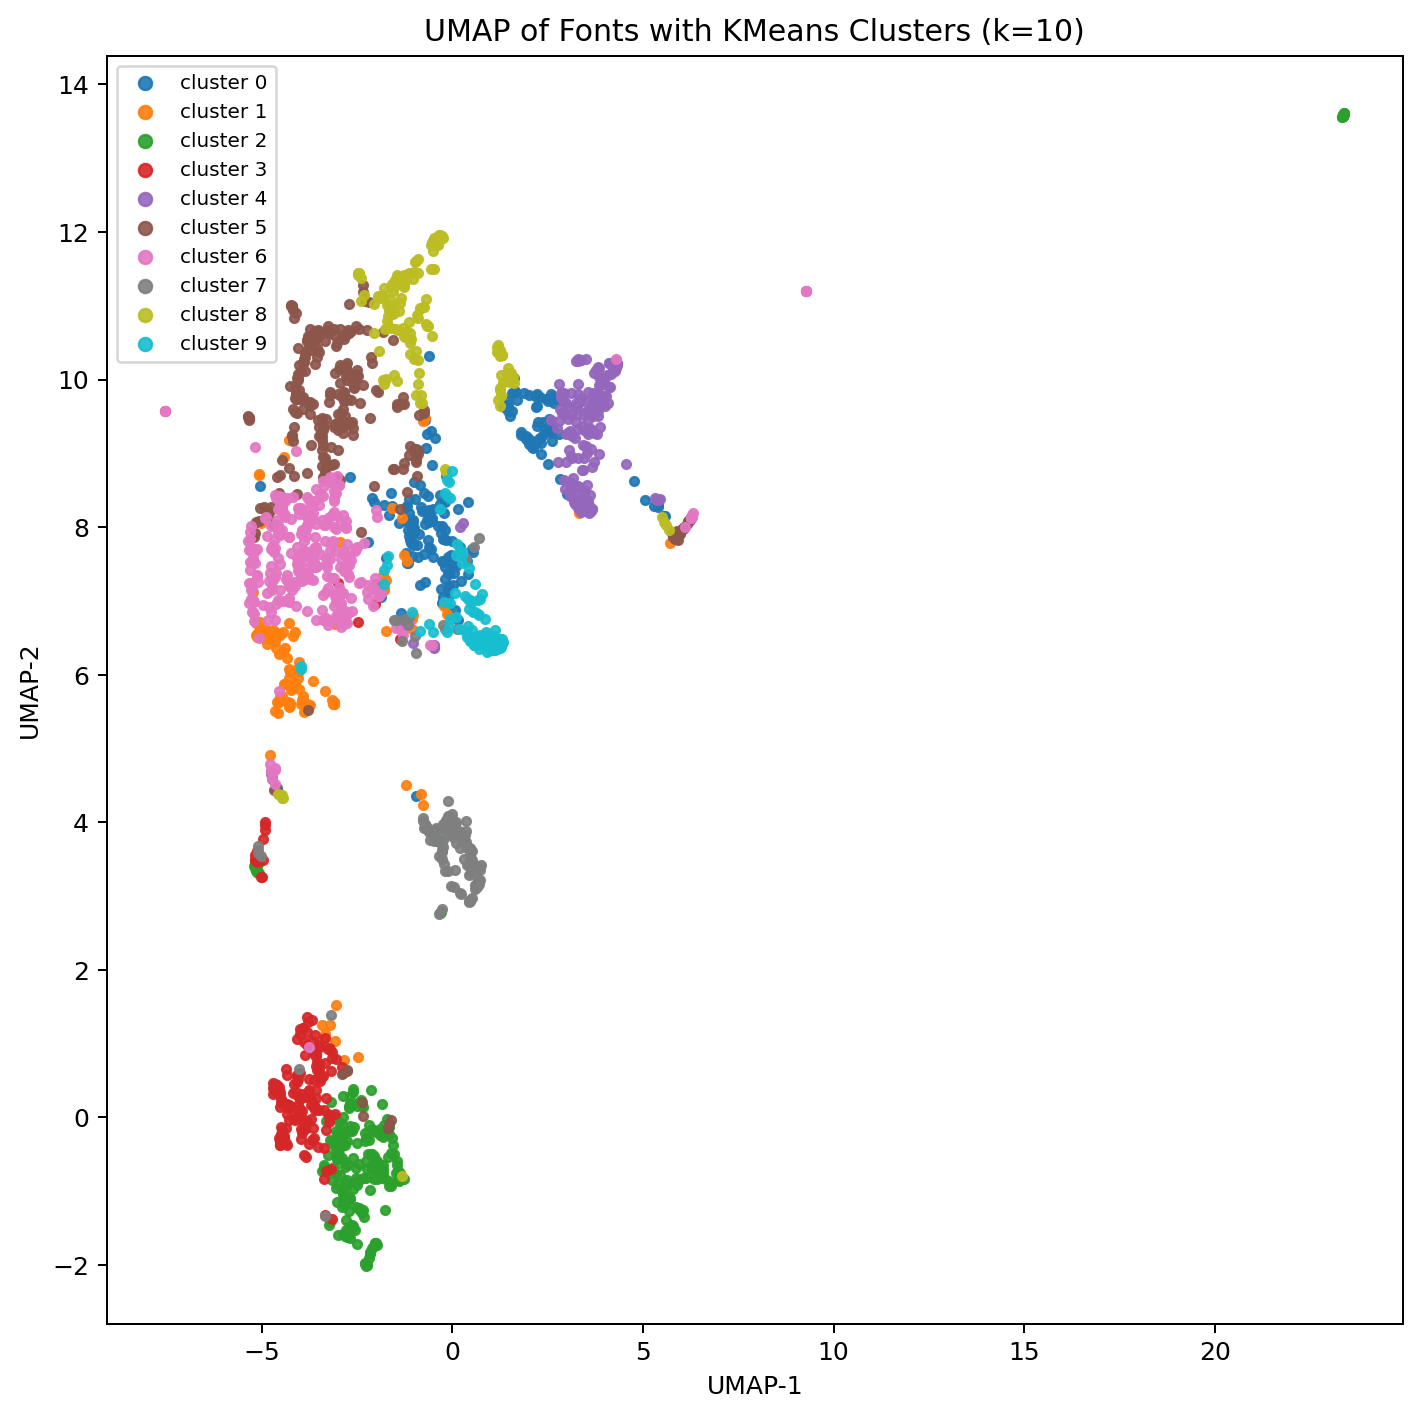 UMAP of Fonts with KMeans Clusters (k=10)
cluster 0
cluster 1
cluster 2
cluster 3
cluster 4
cluster 5
cluster 6
cluster 7
cluster 8
cluster 9
14
12
10
8
6
4
2
0
−2
UMAP-2
−5
0
5
10
15
20
UMAP-1